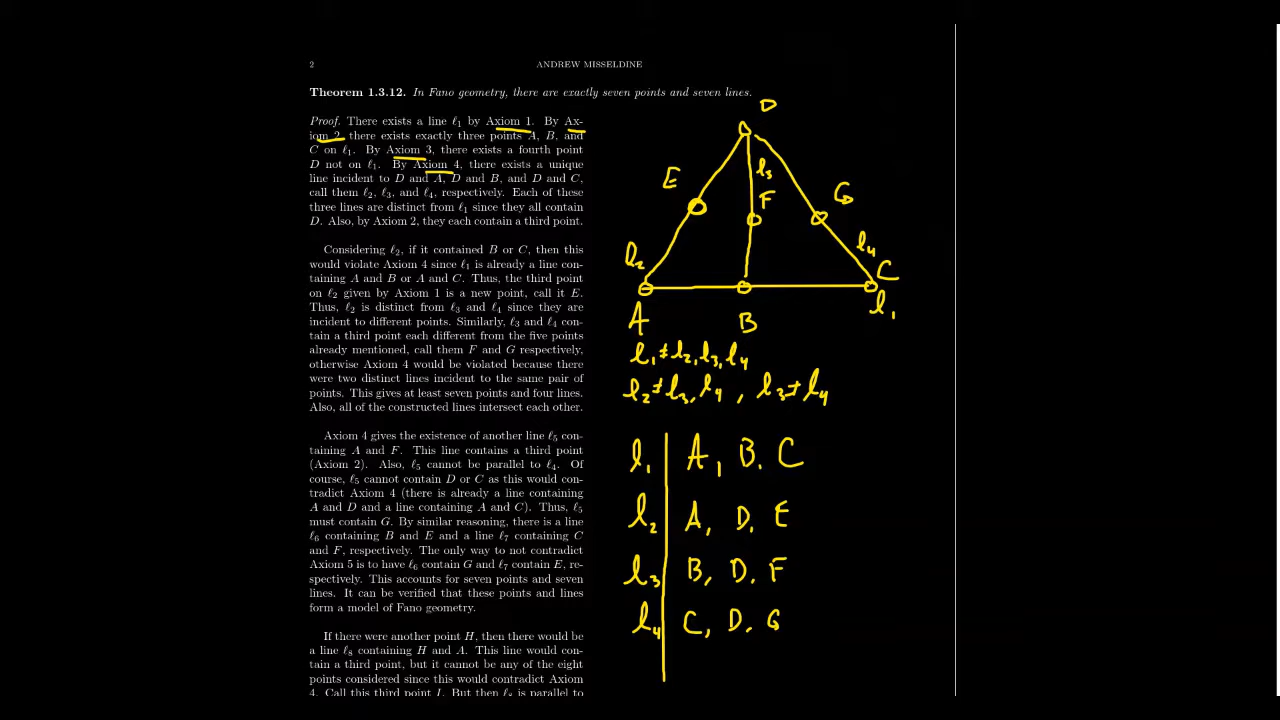 2
ANDREW MISSELDINE
Theorem 1.3.12. In Fano geometry, there are exactly seven points and seven lines.
Proof. There exists a line ℓ₁ by Axiom 1. By Ax-
iom 2, there exists exactly three points A, B, and
C on ℓ₁. By Axiom 3, there exists a fourth point
D not on ℓ₁. By Axiom 4, there exists a unique
line incident to D and A, D and B, and D and C,
call them ℓ₂, ℓ₃, and ℓ₄, respectively. Each of these
three lines are distinct from ℓ₁ since they all contain
D. Also, by Axiom 2, they each contain a third point.
Considering ℓ₂, if it contained B or C, then this
would violate Axiom 4 since ℓ₁ is already a line con-
taining A and B or A and C. Thus, the third point
on ℓ₂ given by Axiom 1 is a new point, call it E.
Thus, ℓ₂ is distinct from ℓ₃ and ℓ₄ since they are
incident to different points. Similarly, ℓ₃ and ℓ₄ con-
tain a third point each different from the five points
already mentioned, call them F and G respectively,
otherwise Axiom 4 would be violated because there
were two distinct lines incident to the same pair of
points. This gives at least seven points and four lines.
Also, all of the constructed lines intersect each other.
Axiom 4 gives the existence of another line ℓ₅ con-
taining A and F. This line contains a third point
(Axiom 2). Also, ℓ₅ cannot be parallel to ℓ₄. Of
course, ℓ₅ cannot contain D or C as this would con-
tradict Axiom 4 (there is already a line containing
A and D and a line containing A and C). Thus, ℓ₅
must contain G. By similar reasoning, there is a line
ℓ₆ containing B and E and a line ℓ₇ containing C
and F, respectively. The only way to not contradict
Axiom 5 is to have ℓ₆ contain G and ℓ₇ contain E, re-
spectively. This accounts for seven points and seven
lines. It can be verified that these points and lines
form a model of Fano geometry.
If there were another point H, then there would be
a line ℓ₈ containing H and A. This line would con-
tain a third point, but it cannot be any of the eight
points considered since this would contradict Axiom
4. Call this third point I. But then ℓ₈ is parallel to
D
ℓ₃
E
F
G
ℓ₂
ℓ₄
C
A
B
ℓ₁
ℓ₁ ≠ ℓ₂, ℓ₃, ℓ₄
ℓ₂ ≠ ℓ₃, ℓ₄ , ℓ₃ ≠ ℓ₄
ℓ₁ A, B, C
ℓ₂ A, D, E
ℓ₃ B, D, F
ℓ₄ C, D, G